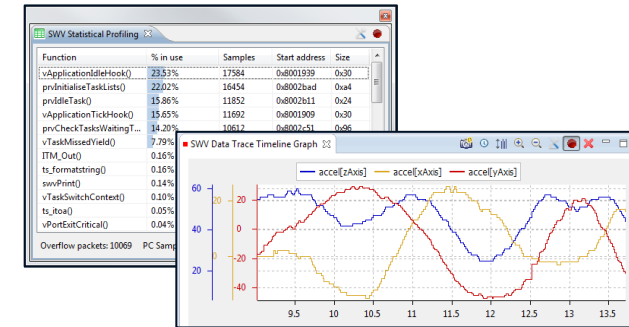 SWV Statistical Profiling
Function % in use Samples Start address Size
vApplicationIdleHook() 23.53% 17584 0x8001939 0x30
prvInitialiseTaskLists() 22.02% 16454 0x8002bad 0xa4
prvIdleTask() 15.86% 11852 0x8002b11 0x24
vApplicationTickHook() 15.65% 11692 0x8001909 0x30
prvCheckTasksWaitingT... 14.20% 10612 0x8002c51 0x96
vTaskMissedYield() 7.79%
ITM_Out() 0.16%
ts_formatstring() 0.16%
swvPrint() 0.14%
vTaskSwitchContext() 0.10%
ts_itoa() 0.05%
vPortExitCritical() 0.04%
Overflow packets: 10069 PC Samp
SWV Data Trace Timeline Graph
accel[zAxis] accel[xAxis] accel[yAxis]
60 20 20
40 0
0 -20
20 -40
9.5 10 10.5 11 11.5 12 12.5 13 13.5